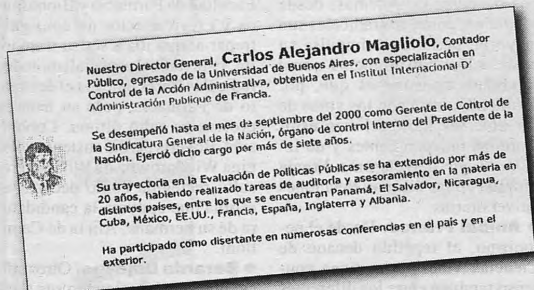 Nuestro Director General, Carlos Alejandro Magliolo, Contador
Público, egresado de la Universidad de Buenos Aires, con especialización en
Control de la Acción Administrativa, obtenida en el Institut Internacional D'
Administración Publique de Francia.
Se desempeñó hasta el mes de septiembre del 2000 como Gerente de Control de
la Sindicatura General de la Nación, órgano de control interno del Presidente de la
Nación. Ejerció dicho cargo por más de siete años.
Su trayectoria en la Evaluación de Políticas Públicas se ha extendido por más de
20 años, habiendo realizado tareas de auditoría y asesoramiento en la materia en
distintos países, entre los que se encuentran Panamá, El Salvador, Nicaragua,
Cuba, México, EE.UU., Francia, España, Inglaterra y Albania.
Ha participado como disertante en numerosas conferencias en el país y en el
exterior.